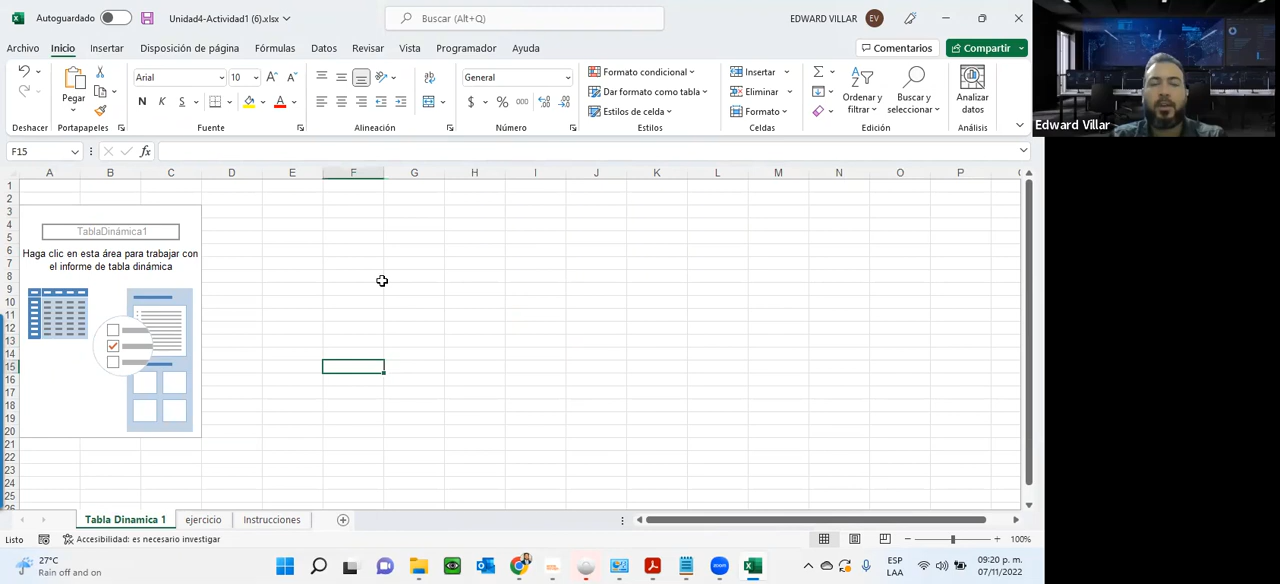 Autoguardado
Unidad4-Actividad1 (6).xlsx
Buscar (Alt+Q)
EDWARD VILLAR
EV
Archivo Inicio Insertar Disposición de página Fórmulas Datos Revisar Vista Programador Ayuda
Comentarios
Compartir
Pegar
Arial
10
N K S
General
$ % 000
Formato condicional
Dar formato como tabla
Estilos de celda
Insertar
Eliminar
Formato
Ordenar y
filtrar
Buscar y
seleccionar
Analizar
datos
Deshacer Portapapeles Fuente Alineación Número Estilos Celdas Edición Análisis
Edward Villar
F15
fx
A B C D E F G H I J K L M N O P
1
2
3
4
5
6
7
8
9
10
11
12
13
14
15
16
17
18
19
20
21
22
23
24
25
TablaDinámica1
Haga clic en esta área para trabajar con
el informe de tabla dinámica
Tabla Dinamica 1 ejercicio Instrucciones
Listo
Accesibilidad: es necesario investigar
100%
27°C
Rain off and on
zoom
ESP
LAA
09:20 p. m.
07/11/2022